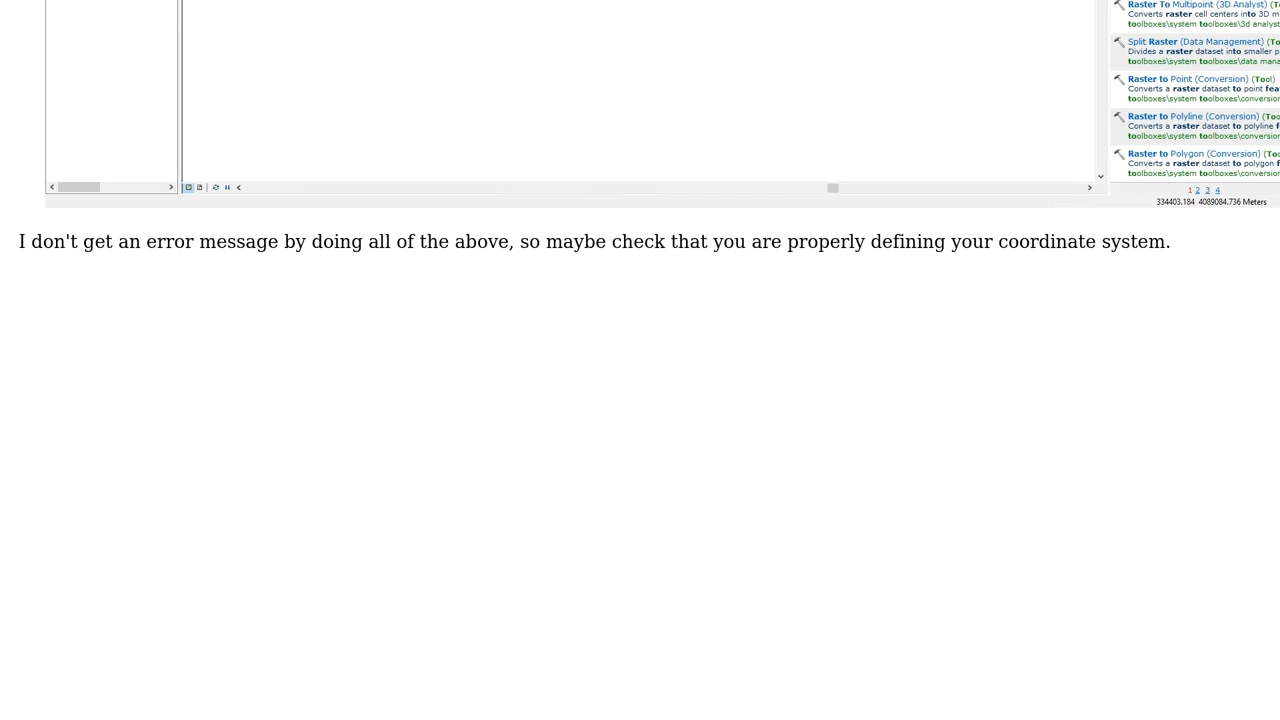 Raster To Multipoint (3D Analyst)
Converts raster cell centers into 3D
toolboxes\system toolboxes\3d analyst
Split Raster (Data Management)
Divides a raster dataset into smaller
toolboxes\system toolboxes\data
Raster to Point (Conversion) (Tool)
Converts a raster dataset to point
toolboxes\system toolboxes\conversion
Raster to Polyline (Conversion)
Converts a raster dataset to polyline
toolboxes\system toolboxes\conversion
Raster to Polygon (Conversion)
Converts a raster dataset to polygon
toolboxes\system toolboxes\conversion
1 2 3 4
334403.184 4089084.736 Meters
I don't get an error message by doing all of the above, so maybe check that you are properly defining your coordinate system.